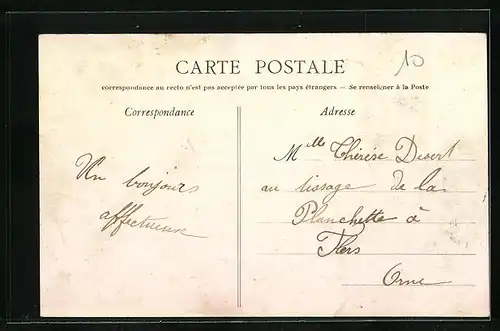 10
CARTE POSTALE
correspondance au recto n'est pas acceptée par tous les pays étrangers — Se renseigner à la Poste
Correspondance
Adresse
Un bonjours
affectueux
Mlle Thérèse Desert
au tissage de la
Planchette à
Flers
Orne